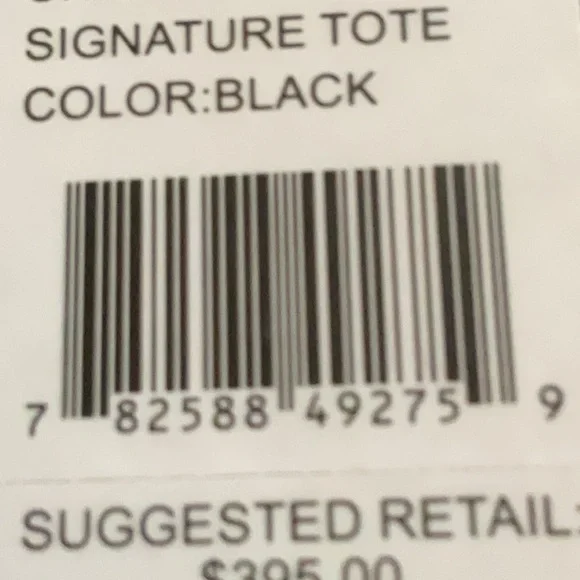 SIGNATURE TOTE
COLOR:BLACK
7 82588 49275 9
SUGGESTED RETAIL:
$395.00